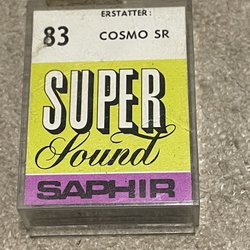 ERSTATTER:
83 COSMO SR
SUPER
Sound
SAPHIR